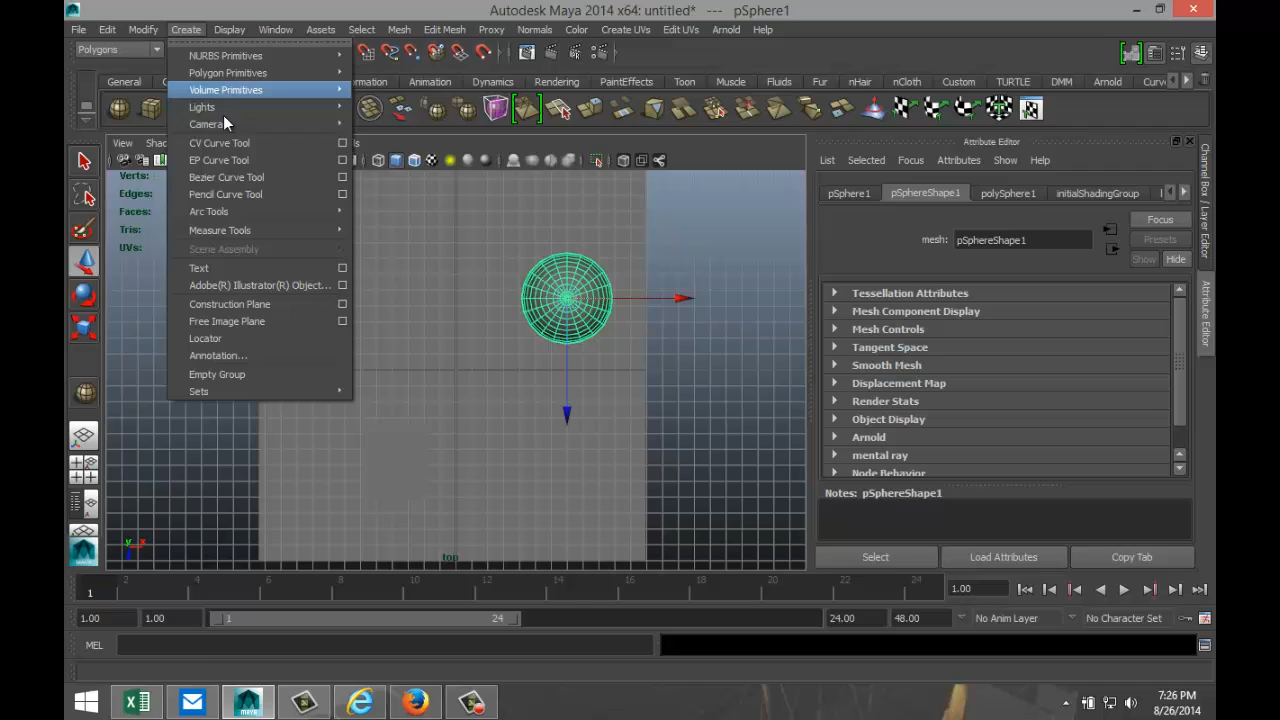 Autodesk Maya 2014 x64: untitled* --- pSphere1
File Edit Modify Create Display Window Assets Select Mesh Edit Mesh Proxy Normals Color Create UVs Edit UVs Arnold Help
Polygons
General Animation Dynamics Rendering PaintEffects Toon Muscle Fluids Fur nHair nCloth Custom TURTLE DMM Arnold
NURBS Primitives
Polygon Primitives
Volume Primitives
Lights
Camera
CV Curve Tool
EP Curve Tool
Bezier Curve Tool
Pencil Curve Tool
Arc Tools
Measure Tools
Scene Assembly
Text
Adobe(R) Illustrator(R) Object...
Construction Plane
Free Image Plane
Locator
Annotation...
Empty Group
Sets
View
Verts:
Edges:
Faces:
Tris:
UVs:
top
y x
Attribute Editor
List Selected Focus Attributes Show Help
pSphere1 pSphereShape1 polySphere1 initialShadingGroup
Focus
mesh: pSphereShape1
Presets
Show Hide
Tessellation Attributes
Mesh Component Display
Mesh Controls
Tangent Space
Smooth Mesh
Displacement Map
Render Stats
Object Display
Arnold
mental ray
Node Behavior
Notes: pSphereShape1
Select Load Attributes Copy Tab
Channel Box / Layer Editor
Attribute Editor
2 4 6 8 10 12 14 16 18 20 22 24
1
1.00
1.00 1.00 1 24 24.00 48.00 No Anim Layer No Character Set
MEL
7:26 PM
8/26/2014